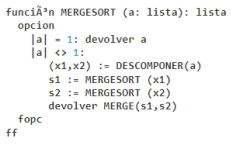 funciÃ³n MERGESORT (a: lista): lista
opcion
|a| = 1: devolver a
|a| <> 1:
(x1,x2) := DESCOMPONER(a)
s1 := MERGESORT (x1)
s2 := MERGESORT (x2)
devolver MERGE(s1,s2)
fopc
ff